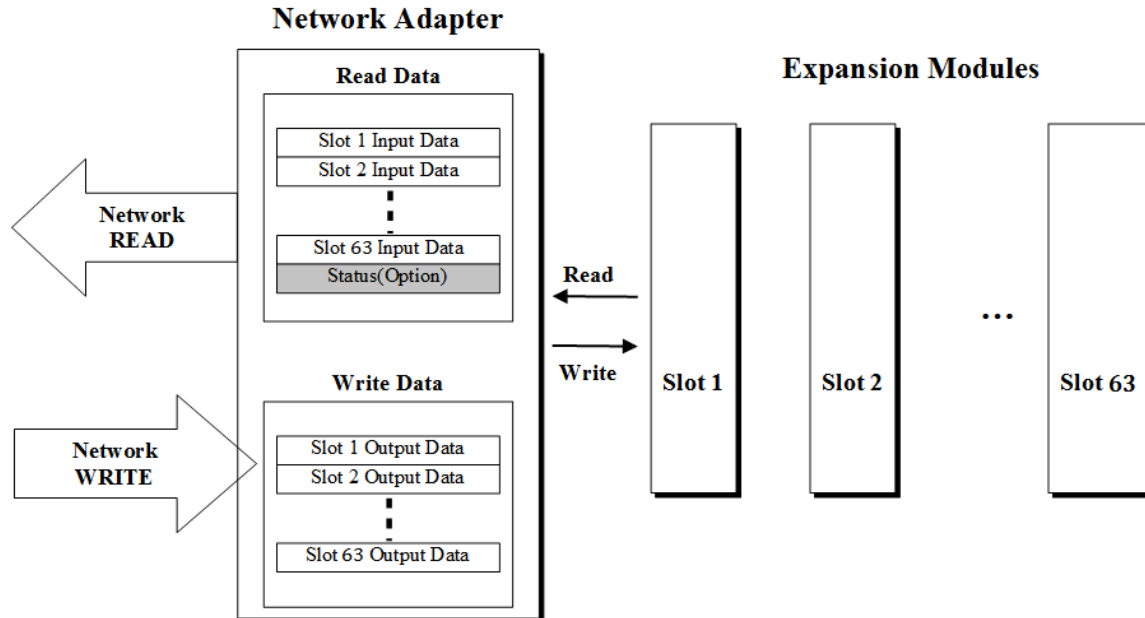 Network Adapter
Read Data
Slot 1 Input Data
Slot 2 Input Data
Slot 63 Input Data
Status(Option)
Network
READ
Write Data
Slot 1 Output Data
Slot 2 Output Data
Slot 63 Output Data
Network
WRITE
Read
Write
Expansion Modules
Slot 1
Slot 2
...
Slot 63